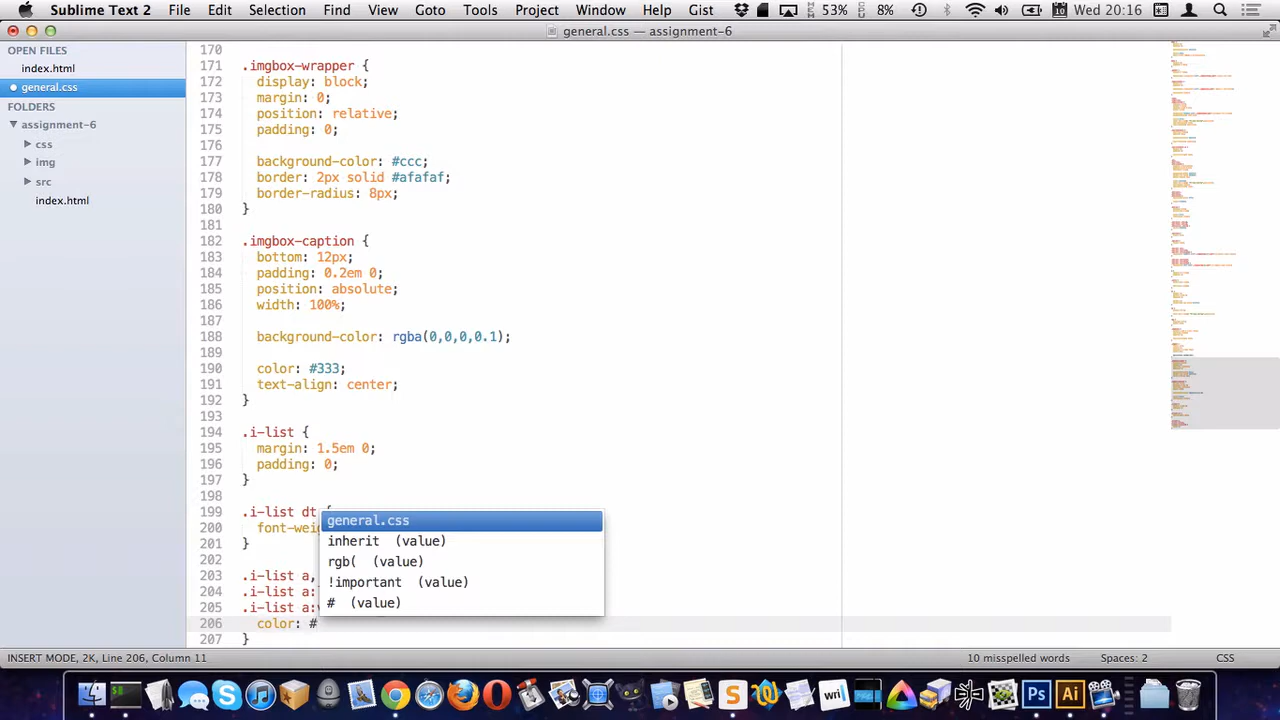 Sublime Text 2 File Edit Selection Find View Goto Tools Project Window Help Gist 53% 8% Wed 20:16
general.css — assignment-6
OPEN FILES
index.html
general.css
FOLDERS
assignment-6
css
img
src
index.html
170
171 .imgbox-wrapper {
172 display: block;
173 margin: 0;
174 position: relative;
175 padding: 0;
176
177 background-color: #ccc;
178 border: 2px solid #afafaf;
179 border-radius: 8px;
180 }
181
182 .imgbox-caption {
183 bottom: 12px;
184 padding: 0.2em 0;
185 position: absolute;
186 width: 100%;
187
188 background-color: rgba(0,0,0,0.1);
189
190 color: #333;
191 text-align: center;
192 }
193
194 .i-list {
195 margin: 1.5em 0;
196 padding: 0;
197 }
198
199 .i-list dt {
200 font-weig
201 }
202
203 .i-list a,
204 .i-list a:
205 .i-list a:v
206 color: #
207 }
general.css
inherit (value)
rgb( (value)
!important (value)
# (value)
INSERT MODE, 2K, Line 206, Column 11 10 misspelled words Spaces: 2 CSS